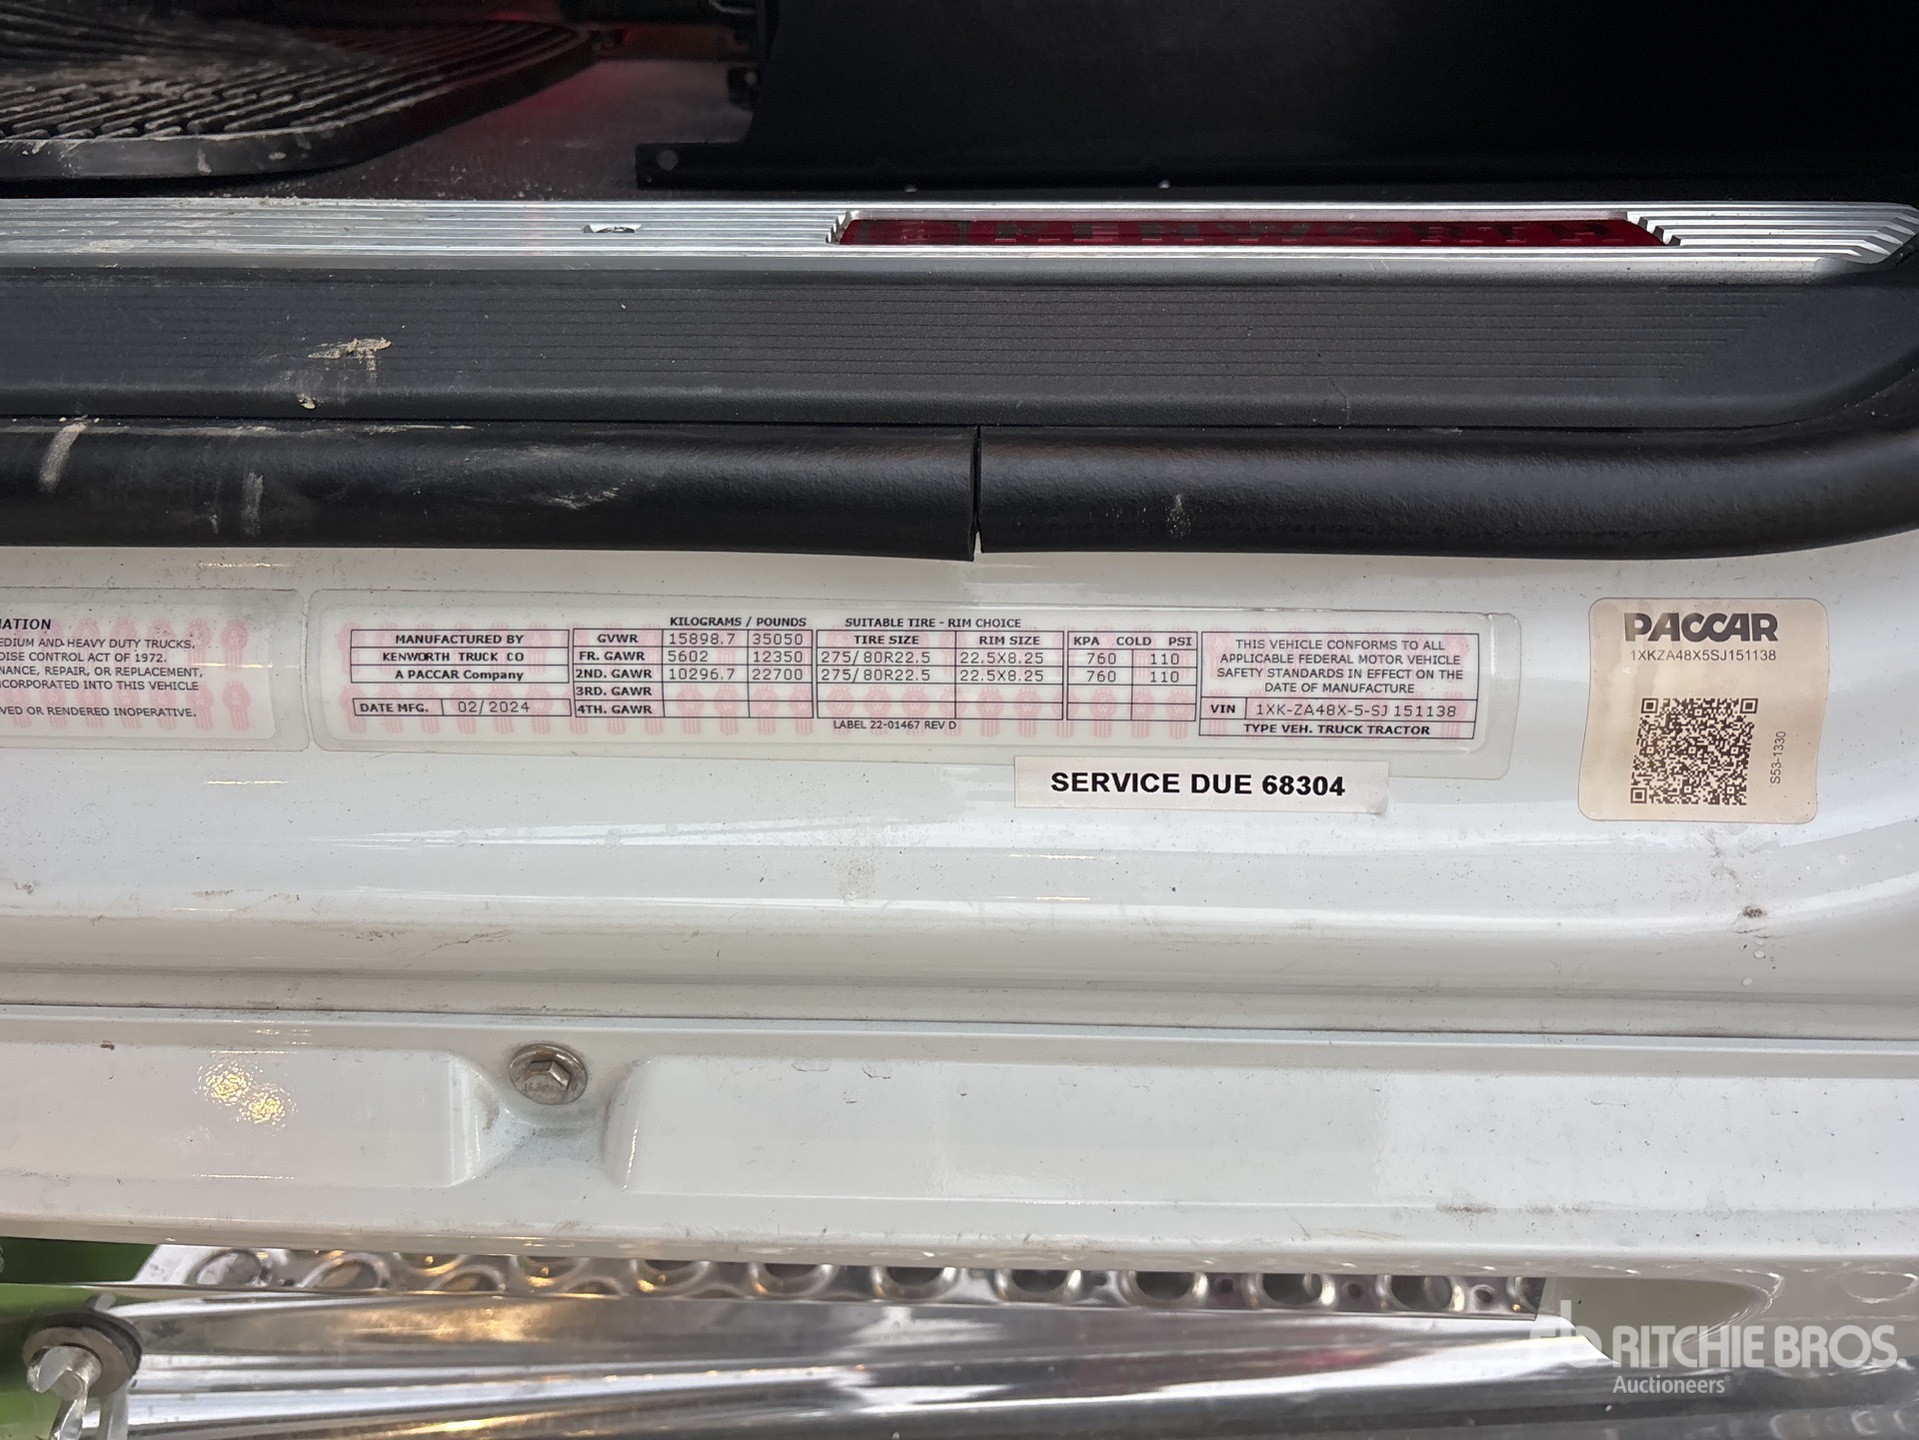 KENWORTH
MATION
EDIUM AND HEAVY DUTY TRUCKS.
OISE CONTROL ACT OF 1972.
NANCE, REPAIR, OR REPLACEMENT,
NCORPORATED INTO THIS VEHICLE
VED OR RENDERED INOPERATIVE.
KILOGRAMS / POUNDS SUITABLE TIRE - RIM CHOICE
MANUFACTURED BY GVWR 15898.7 35050 TIRE SIZE RIM SIZE KPA COLD PSI
KENWORTH TRUCK CO FR. GAWR 5602 12350 275/80R22.5 22.5X8.25 760 110
A PACCAR Company 2ND. GAWR 10296.7 22700 275/80R22.5 22.5X8.25 760 110
3RD. GAWR
DATE MFG. 02/2024 4TH. GAWR
LABEL 22-01467 REV D
THIS VEHICLE CONFORMS TO ALL
APPLICABLE FEDERAL MOTOR VEHICLE
SAFETY STANDARDS IN EFFECT ON THE
DATE OF MANUFACTURE
VIN 1XK-ZA48X-5-SJ151138
TYPE VEH. TRUCK TRACTOR
SERVICE DUE 68304
PACCAR
1XKZA48X5SJ151138
S53-1330
rb RITCHIE BROS.
Auctioneers